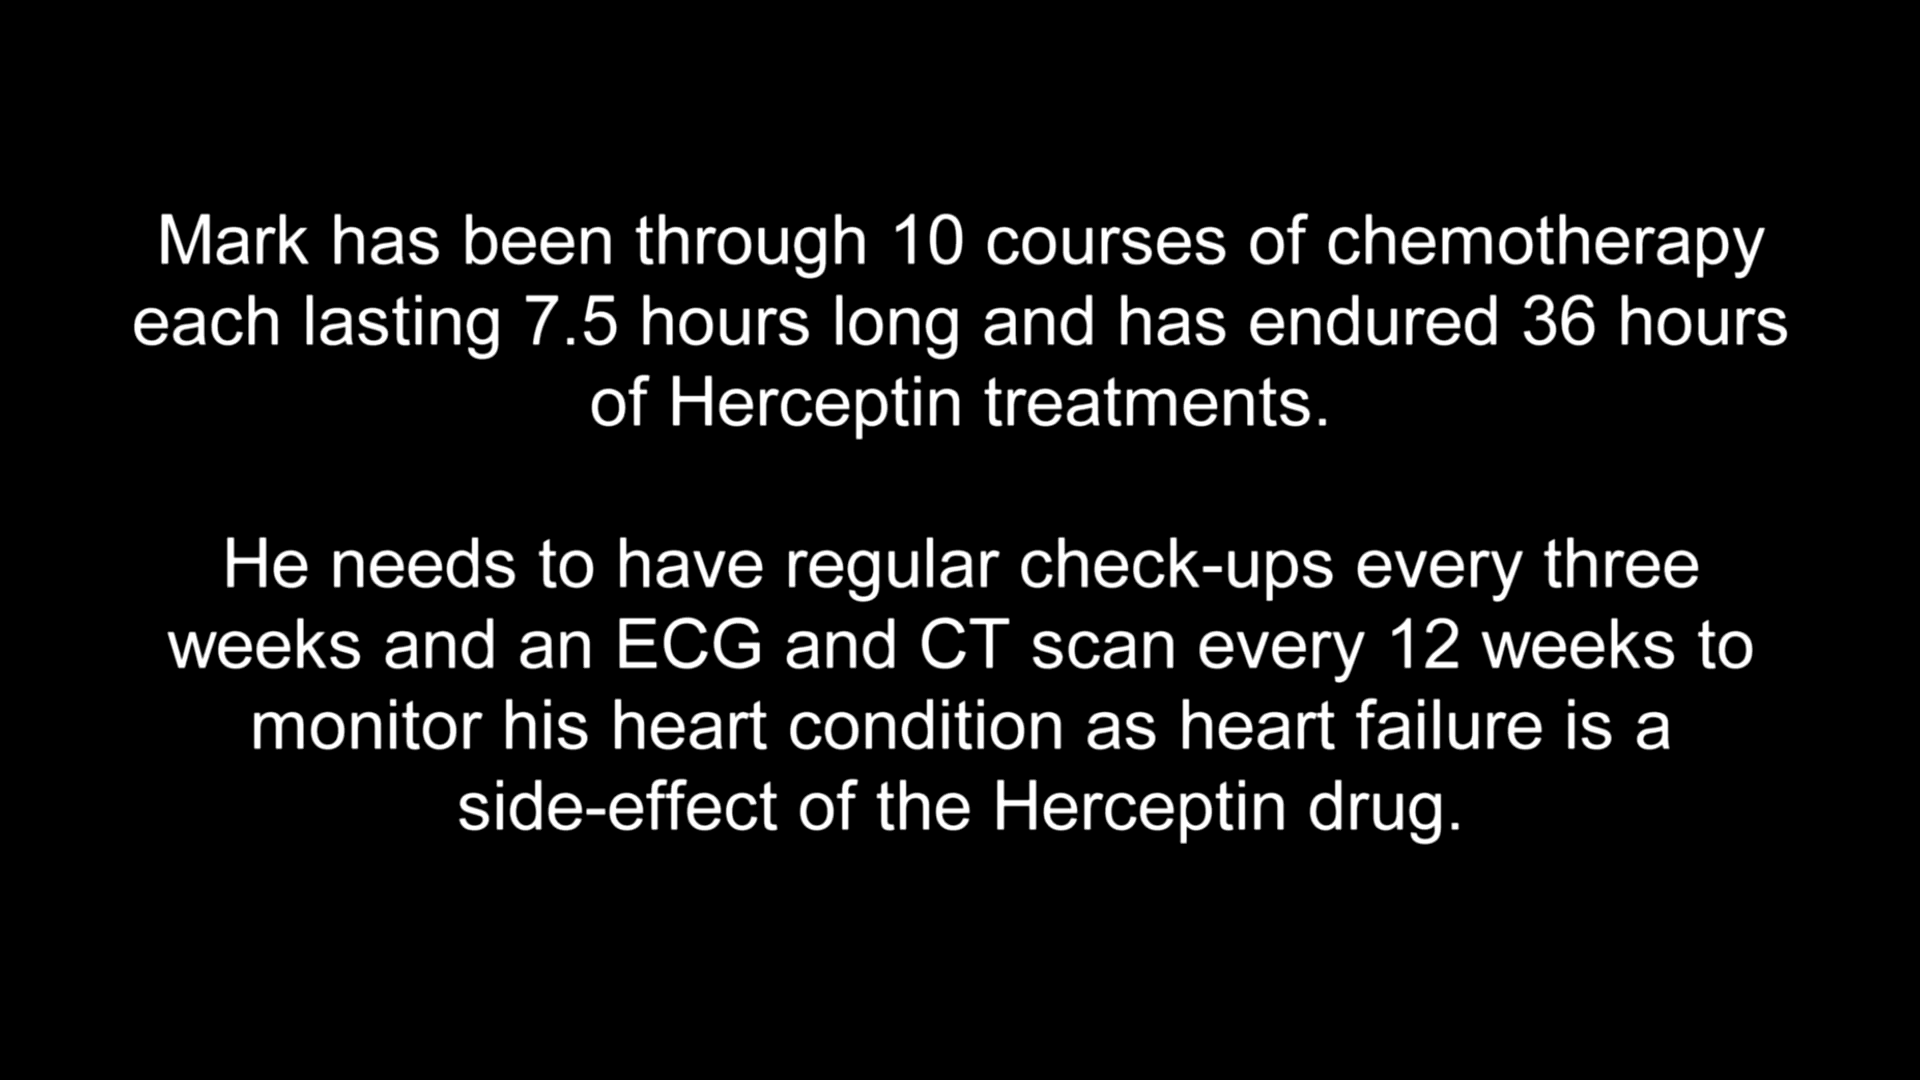 Mark has been through 10 courses of chemotherapy
each lasting 7.5 hours long and has endured 36 hours
of Herceptin treatments.
He needs to have regular check-ups every three
weeks and an ECG and CT scan every 12 weeks to
monitor his heart condition as heart failure is a
side-effect of the Herceptin drug.